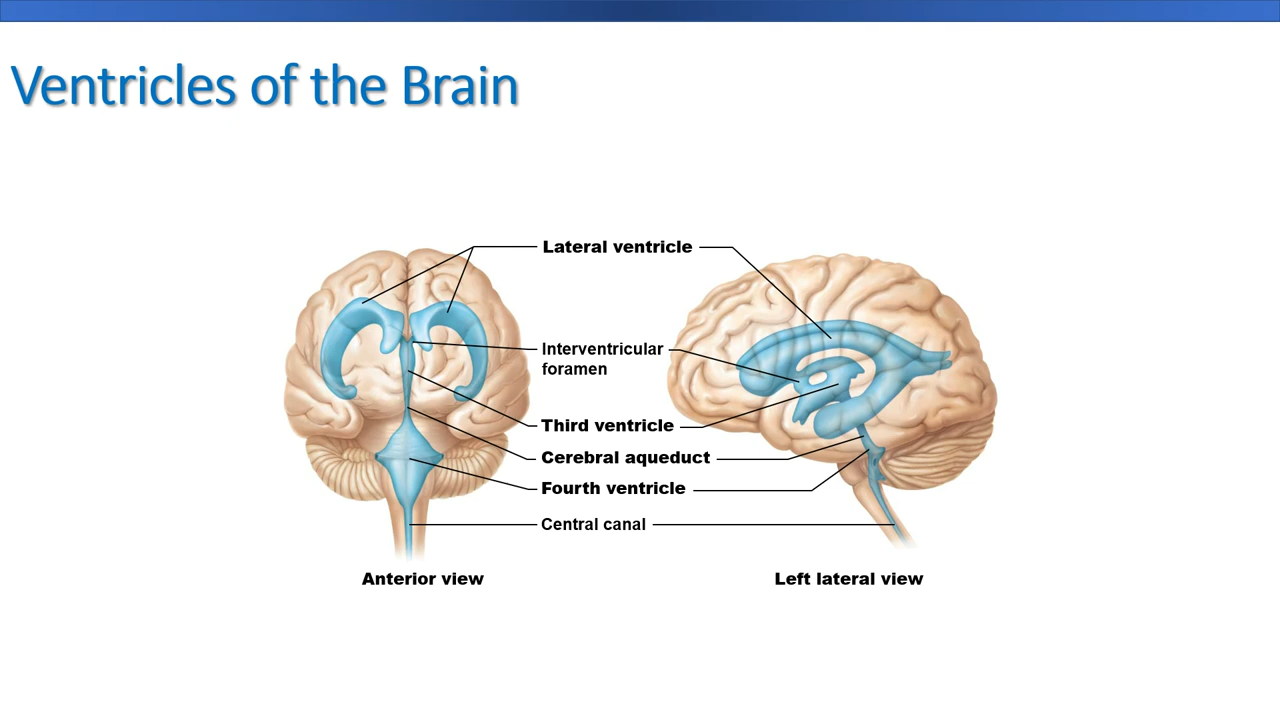 Ventricles of the Brain
Lateral ventricle
Interventricular
foramen
Third ventricle
Cerebral aqueduct
Fourth ventricle
Central canal
Anterior view
Left lateral view